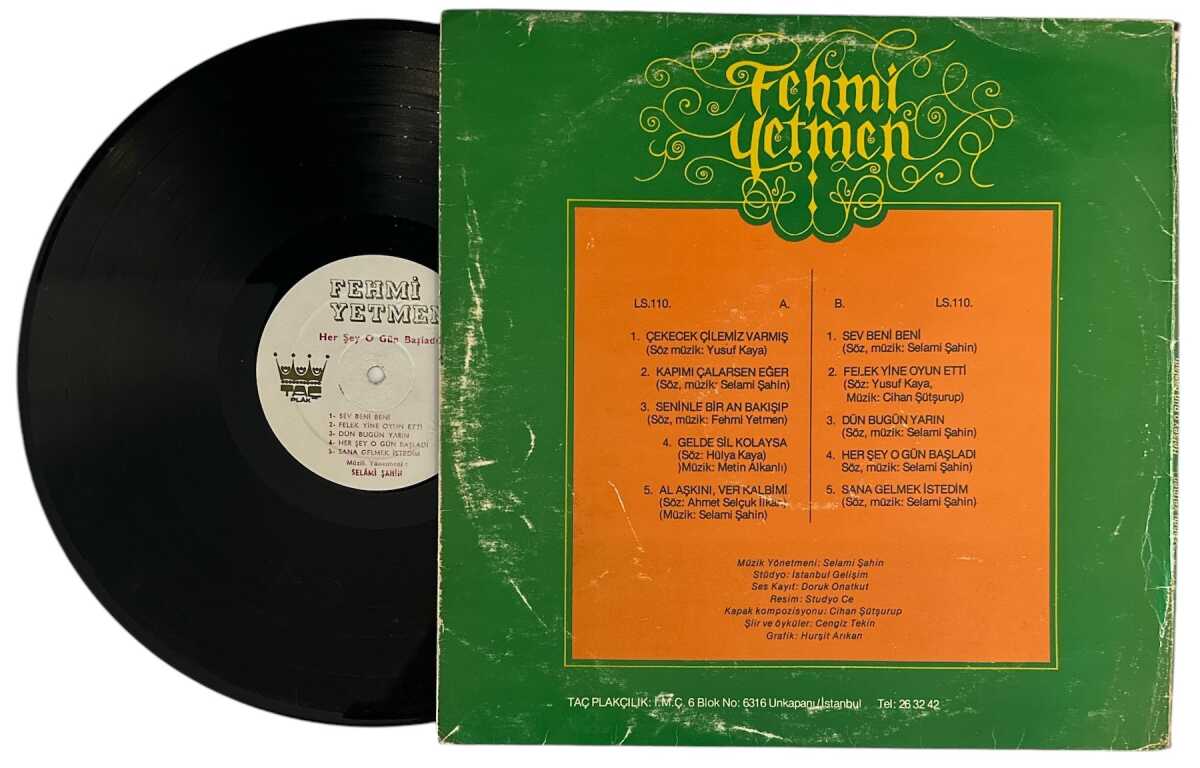 FEHMİ
YETMEN
Her Şey O Gün Başladı
TAÇ
PLAK
1- SEV BENİ BENİ
2- FELEK YİNE OYUN ETTİ
3- DÜN BUGÜN YARIN
4- HER ŞEY O GÜN BAŞLADI
5- SANA GELMEK İSTEDİM
Müzik Yönetmeni :
SELÂMİ ŞAHİN
Fehmi
Yetmen
LS.110. A.
1. ÇEKECEK ÇİLEMİZ VARMIŞ
(Söz müzik: Yusuf Kaya)
2. KAPIMI ÇALARSEN EĞER
(Söz, müzik: Selami Şahin)
3. SENİNLE BİR AN BAKIŞIP
(Söz, müzik: Fehmi Yetmen)
4. GELDE SİL KOLAYSA
(Söz: Hülya Kaya)
)Müzik: Metin Alkanlı)
5. AL AŞKINI, VER KALBİMİ
(Söz: Ahmet Selçuk İlkan)
(Müzik: Selami Şahin)
B. LS.110.
1. SEV BENİ BENİ
(Söz, müzik: Selami Şahin)
2. FELEK YİNE OYUN ETTİ
(Söz: Yusuf Kaya,
Müzik: Cihan Şütşurup)
3. DÜN BUGÜN YARIN
(Söz, müzik: Selami Şahin)
4. HER ŞEY O GÜN BAŞLADI
Söz, müzik: Selami Şahin)
5. SANA GELMEK İSTEDİM
(Söz, müzik: Selami Şahin)
Müzik Yönetmeni: Selami Şahin
Stüdyo: İstanbul Gelişim
Ses Kayıt: Doruk Onatkut
Resim: Studyo Ce
Kapak kompozisyonu: Cihan Şütşurup
Şiir ve öyküler: Cengiz Tekin
Grafik: Hurşit Arıkan
TAÇ PLAKÇILIK: İ.M.Ç. 6 Blok No: 6316 Unkapanı/İstanbul Tel: 26 32 42